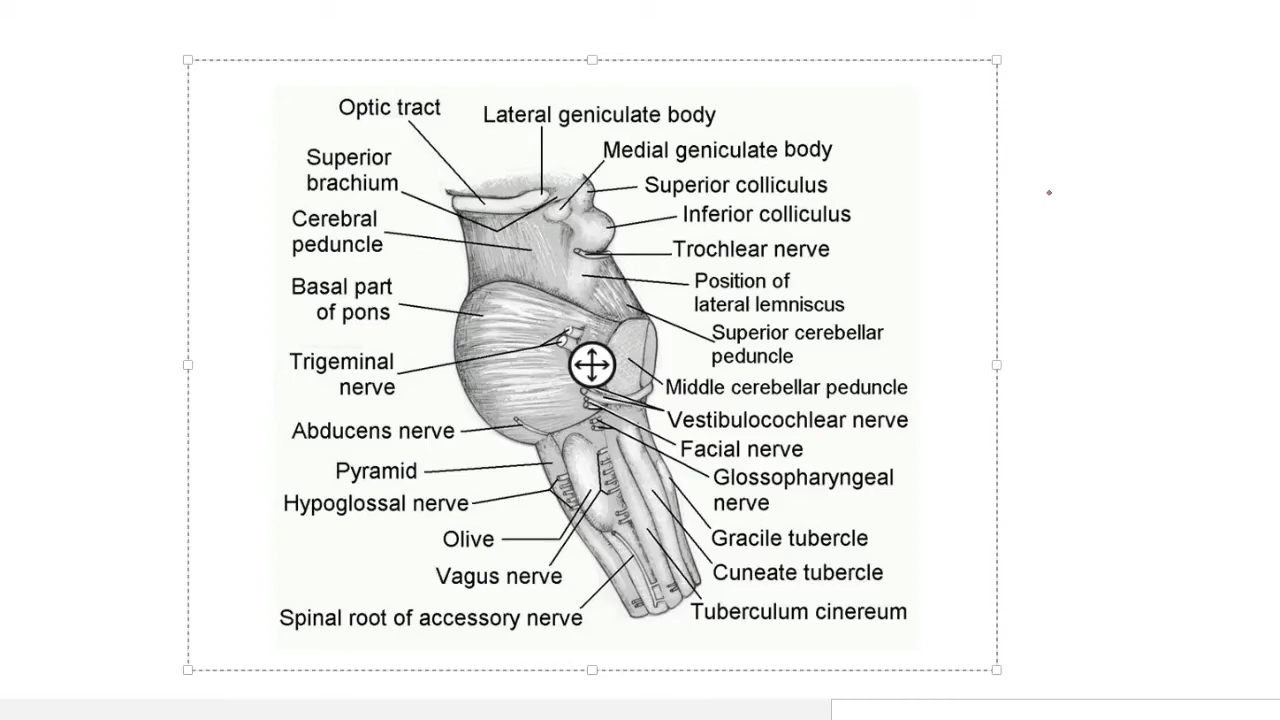 Optic tract
Lateral geniculate body
Medial geniculate body
Superior
brachium
Superior colliculus
Inferior colliculus
Cerebral
peduncle
Trochlear nerve
Basal part
of pons
Position of
lateral lemniscus
Superior cerebellar
peduncle
Trigeminal
nerve
Middle cerebellar peduncle
Vestibulocochlear nerve
Abducens nerve
Facial nerve
Pyramid
Glossopharyngeal
nerve
Hypoglossal nerve
Olive
Gracile tubercle
Vagus nerve
Cuneate tubercle
Spinal root of accessory nerve
Tuberculum cinereum